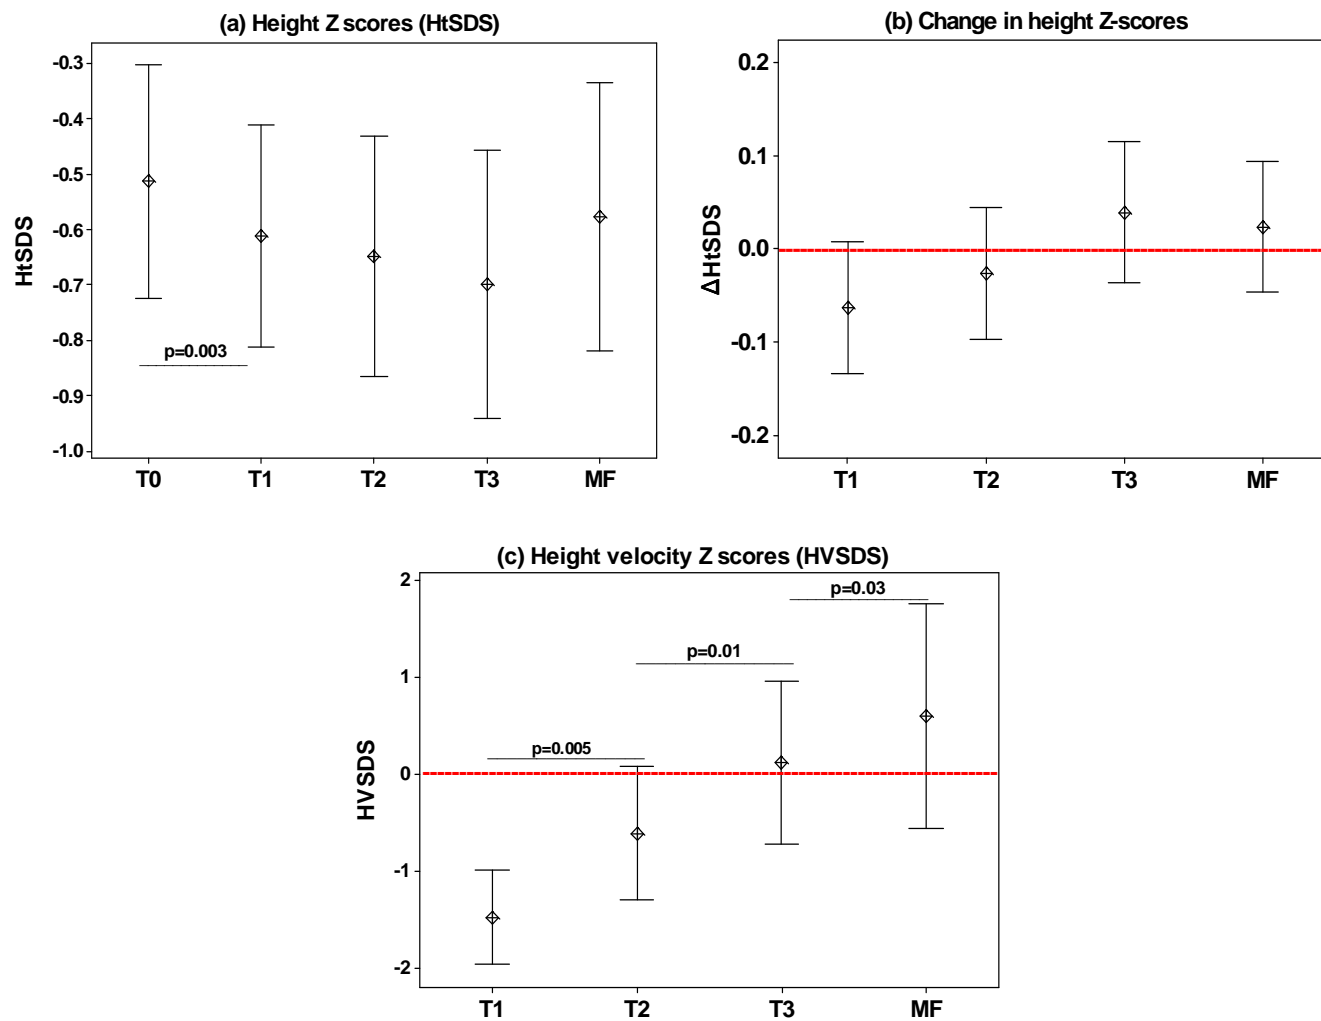 (a) Height Z scores (HtSDS)
-0.3
-0.4
-0.5
-0.6
-0.7
-0.8
-0.9
-1.0
HtSDS
p=0.003
T0 T1 T2 T3 MF
(b) Change in height Z-scores
0.2
0.1
0.0
-0.1
-0.2
ΔHtSDS
T1 T2 T3 MF
(c) Height velocity Z scores (HVSDS)
2
1
0
-1
-2
HVSDS
p=0.03
p=0.01
p=0.005
T1 T2 T3 MF